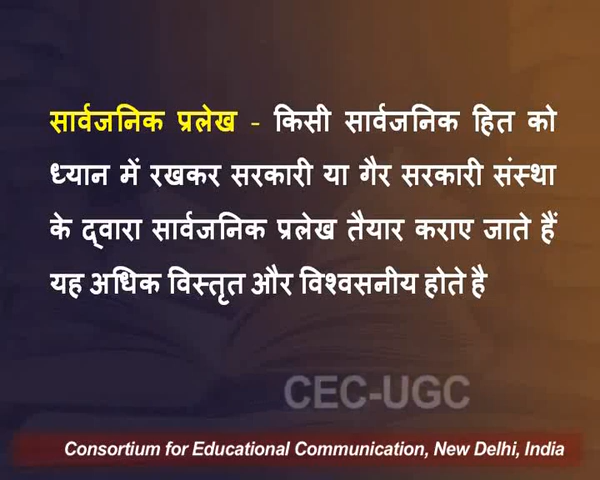 सार्वजनिक प्रलेख - किसी सार्वजनिक हित को
ध्यान में रखकर सरकारी या गैर सरकारी संस्था
के द्वारा सार्वजनिक प्रलेख तैयार कराए जाते हैं
यह अधिक विस्तृत और विश्वसनीय होते है
CEC-UGC
Consortium for Educational Communication, New Delhi, India